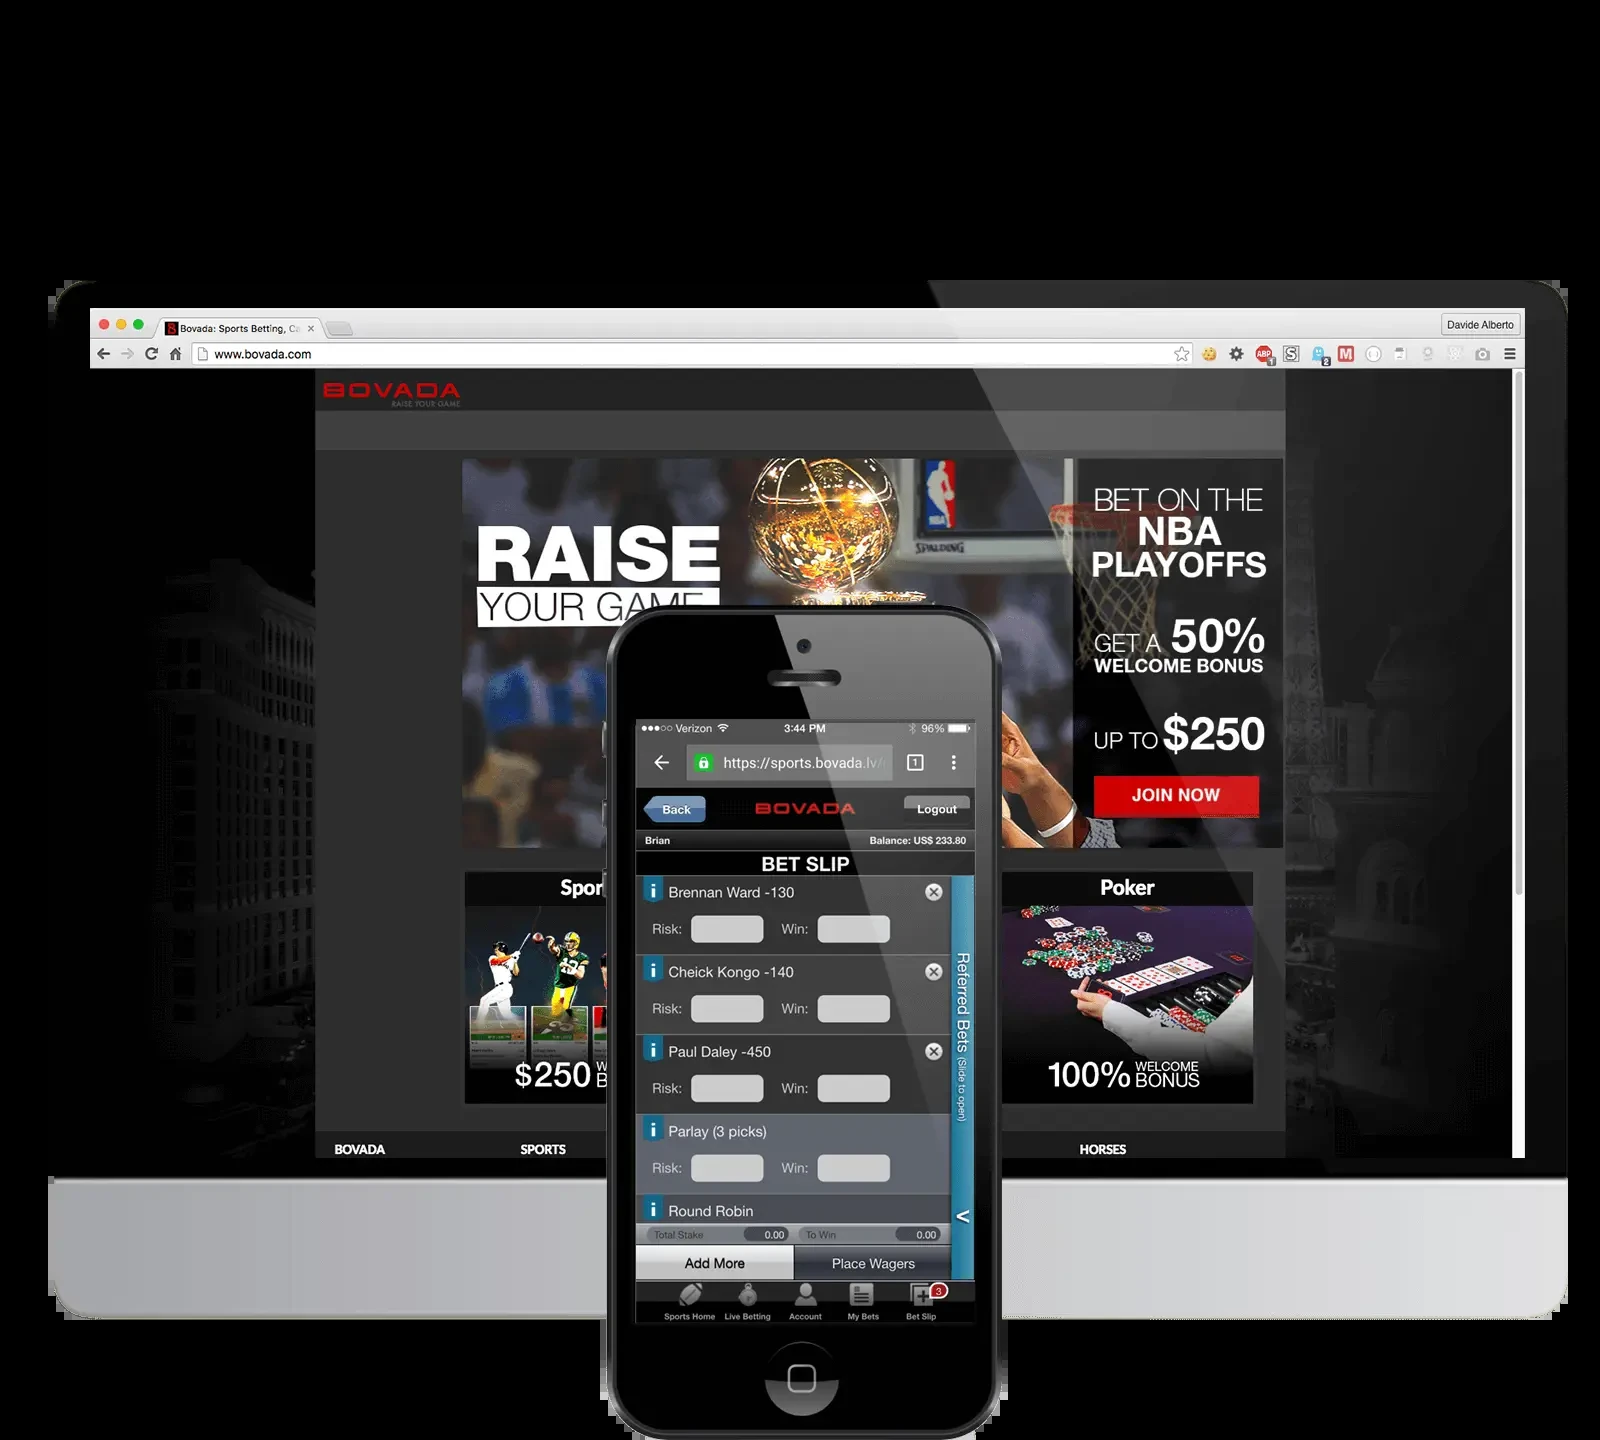 Bovada: Sports Betting, Ca
Davide Alberto
www.bovada.com
BOVADA
RAISE YOUR GAME
RAISE
YOUR GAME
NBA
SPALDING
BET ON THE
NBA
PLAYOFFS
GET A 50%
WELCOME BONUS
UP TO $250
JOIN NOW
Spor
$250 W
B
Poker
100% WELCOME
BONUS
BOVADA
SPORTS
HORSES
Verizon
3:44 PM
96%
https://sports.bovada.lv/
1
Back
BOVADA
Logout
Brian
Balance: US$ 233.80
BET SLIP
Brennan Ward -130
Risk: Win:
Cheick Kongo -140
Risk: Win:
Paul Daley -450
Risk: Win:
Parlay (3 picks)
Risk: Win:
Round Robin
Referred Bets (Slide to open)
Total Stake 0.00 To Win 0.00
Add More
Place Wagers
3
Sports Home Live Betting Account My Bets Bet Slip